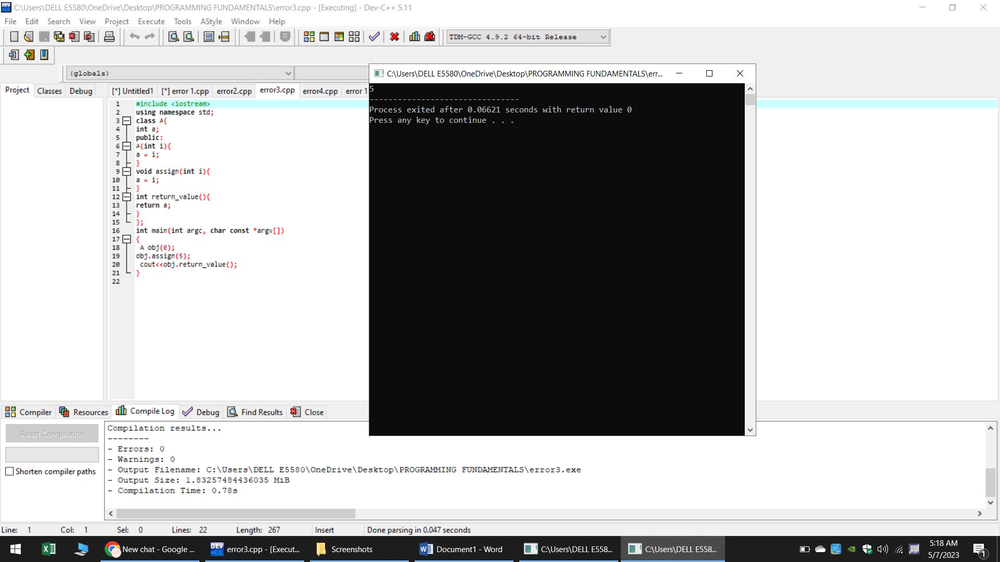 C:\Users\DELL E5580\OneDrive\Desktop\PROGRAMMING FUNDAMENTALS\error3.cpp - [Executing] - Dev-C++ 5.11
File Edit Search View Project Execute Tools AStyle Window Help
TDM-GCC 4.9.2 64-bit Release
(globals)
Project Classes Debug
[*] Untitled1 [*] error 1.cpp error2.cpp error3.cpp error4.cpp error 1
1 #include <iostream>
2 using namespace std;
3 class A{
4 int a;
5 public:
6 A(int i){
7 a = i;
8 }
9 void assign(int i){
10 a = i;
11 }
12 int return_value(){
13 return a;
14 }
15 };
16 int main(int argc, char const *argv[])
17 {
18 A obj(0);
19 obj.assign(5);
20 cout<<obj.return_value();
21 }
22
C:\Users\DELL E5580\OneDrive\Desktop\PROGRAMMING FUNDAMENTALS\err...
5
--------------------------------
Process exited after 0.06621 seconds with return value 0
Press any key to continue . . .
Compiler Resources Compile Log Debug Find Results Close
Abort Compilation
Shorten compiler paths
Compilation results...
--------
- Errors: 0
- Warnings: 0
- Output Filename: C:\Users\DELL E5580\OneDrive\Desktop\PROGRAMMING FUNDAMENTALS\error3.exe
- Output Size: 1.83257484436035 MiB
- Compilation Time: 0.78s
Line: 1 Col: 1 Sel: 0 Lines: 22 Length: 267 Insert Done parsing in 0.047 seconds
New chat - Google ...
DEV
error3.cpp - [Execut...
Screenshots
Document1 - Word
C:\Users\DELL E558...
C:\Users\DELL E558...
5:18 AM
5/7/2023
1